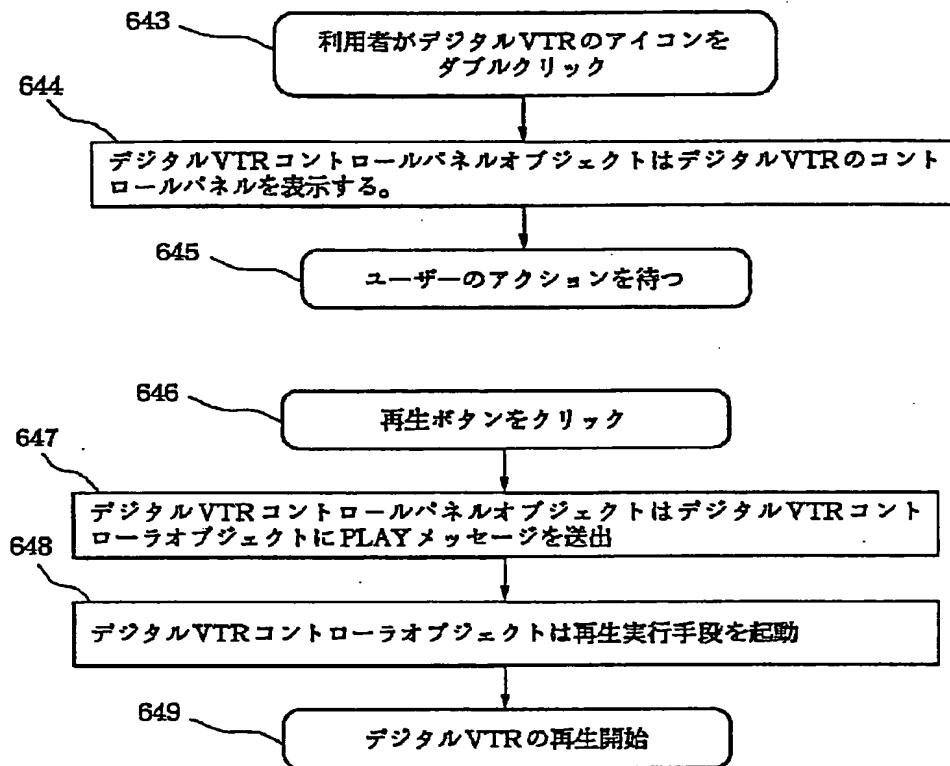 643
利用者がデジタルVTRのアイコンを
ダブルクリック
644
デジタルVTRコントロールパネルオブジェクトはデジタルVTRのコント
ロールパネルを表示する。
645
ユーザーのアクションを待つ
646
再生ボタンをクリック
647
デジタルVTRコントロールパネルオブジェクトはデジタルVTRコント
ローラオブジェクトにPLAYメッセージを送出
648
デジタルVTRコントローラオブジェクトは再生実行手段を起動
649
デジタルVTRの再生開始